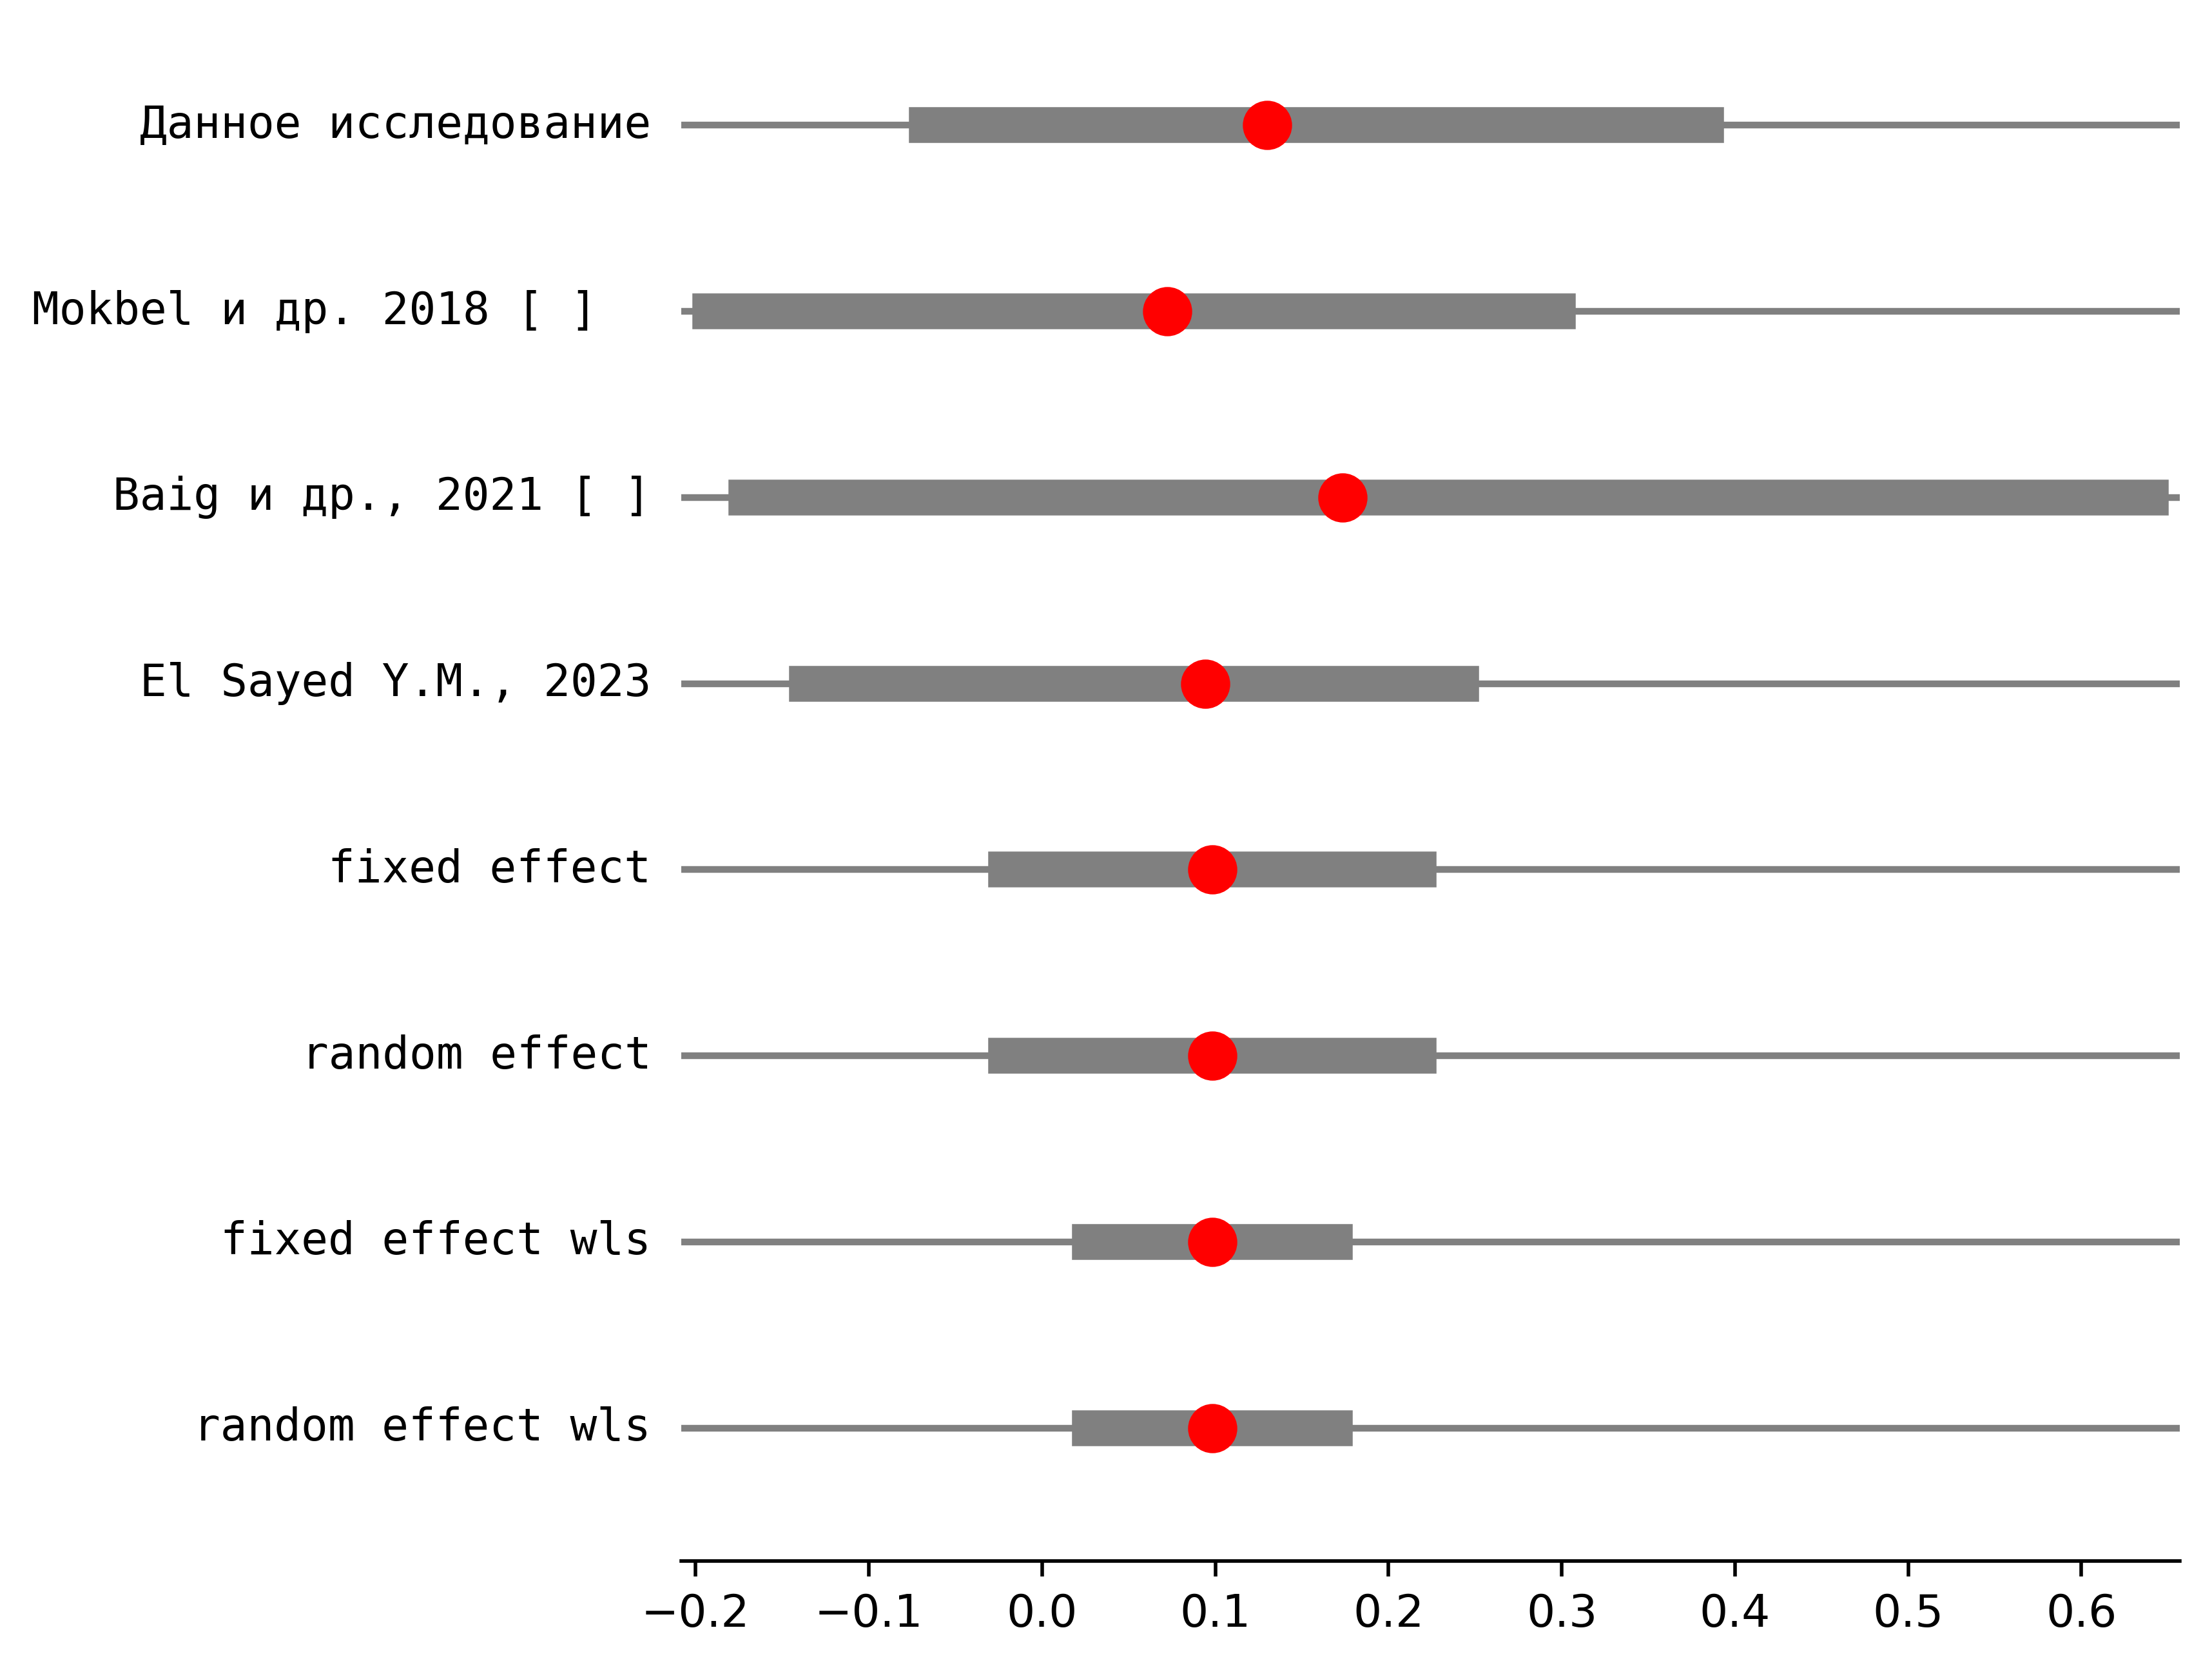 Данное исследование
Mokbel и др. 2018 [ ]
Baig и др., 2021 [ ]
El Sayed Y.M., 2023
fixed effect
random effect
fixed effect wls
random effect wls
−0.2 −0.1 0.0 0.1 0.2 0.3 0.4 0.5 0.6